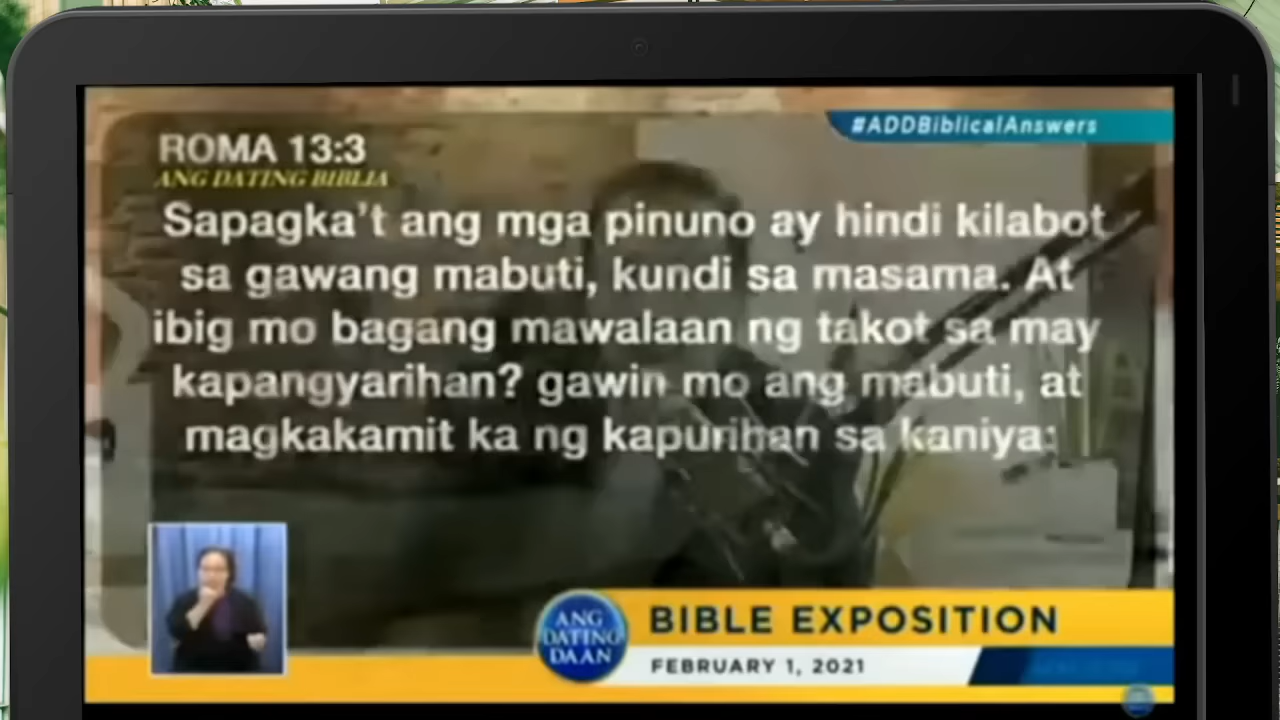 #ADDBiblicalAnswers
ROMA 13:3
ANG DATING BIBLIA
Sapagka't ang mga pinuno ay hindi kilabot
sa gawang mabuti, kundi sa masama. At
ibig mo bagang mawalaan ng takot sa may
kapangyarihan? gawin mo ang mabuti, at
magkakamit ka ng kapurihan sa kaniya:
ANG
DATING
DAAN
BIBLE EXPOSITION
FEBRUARY 1, 2021